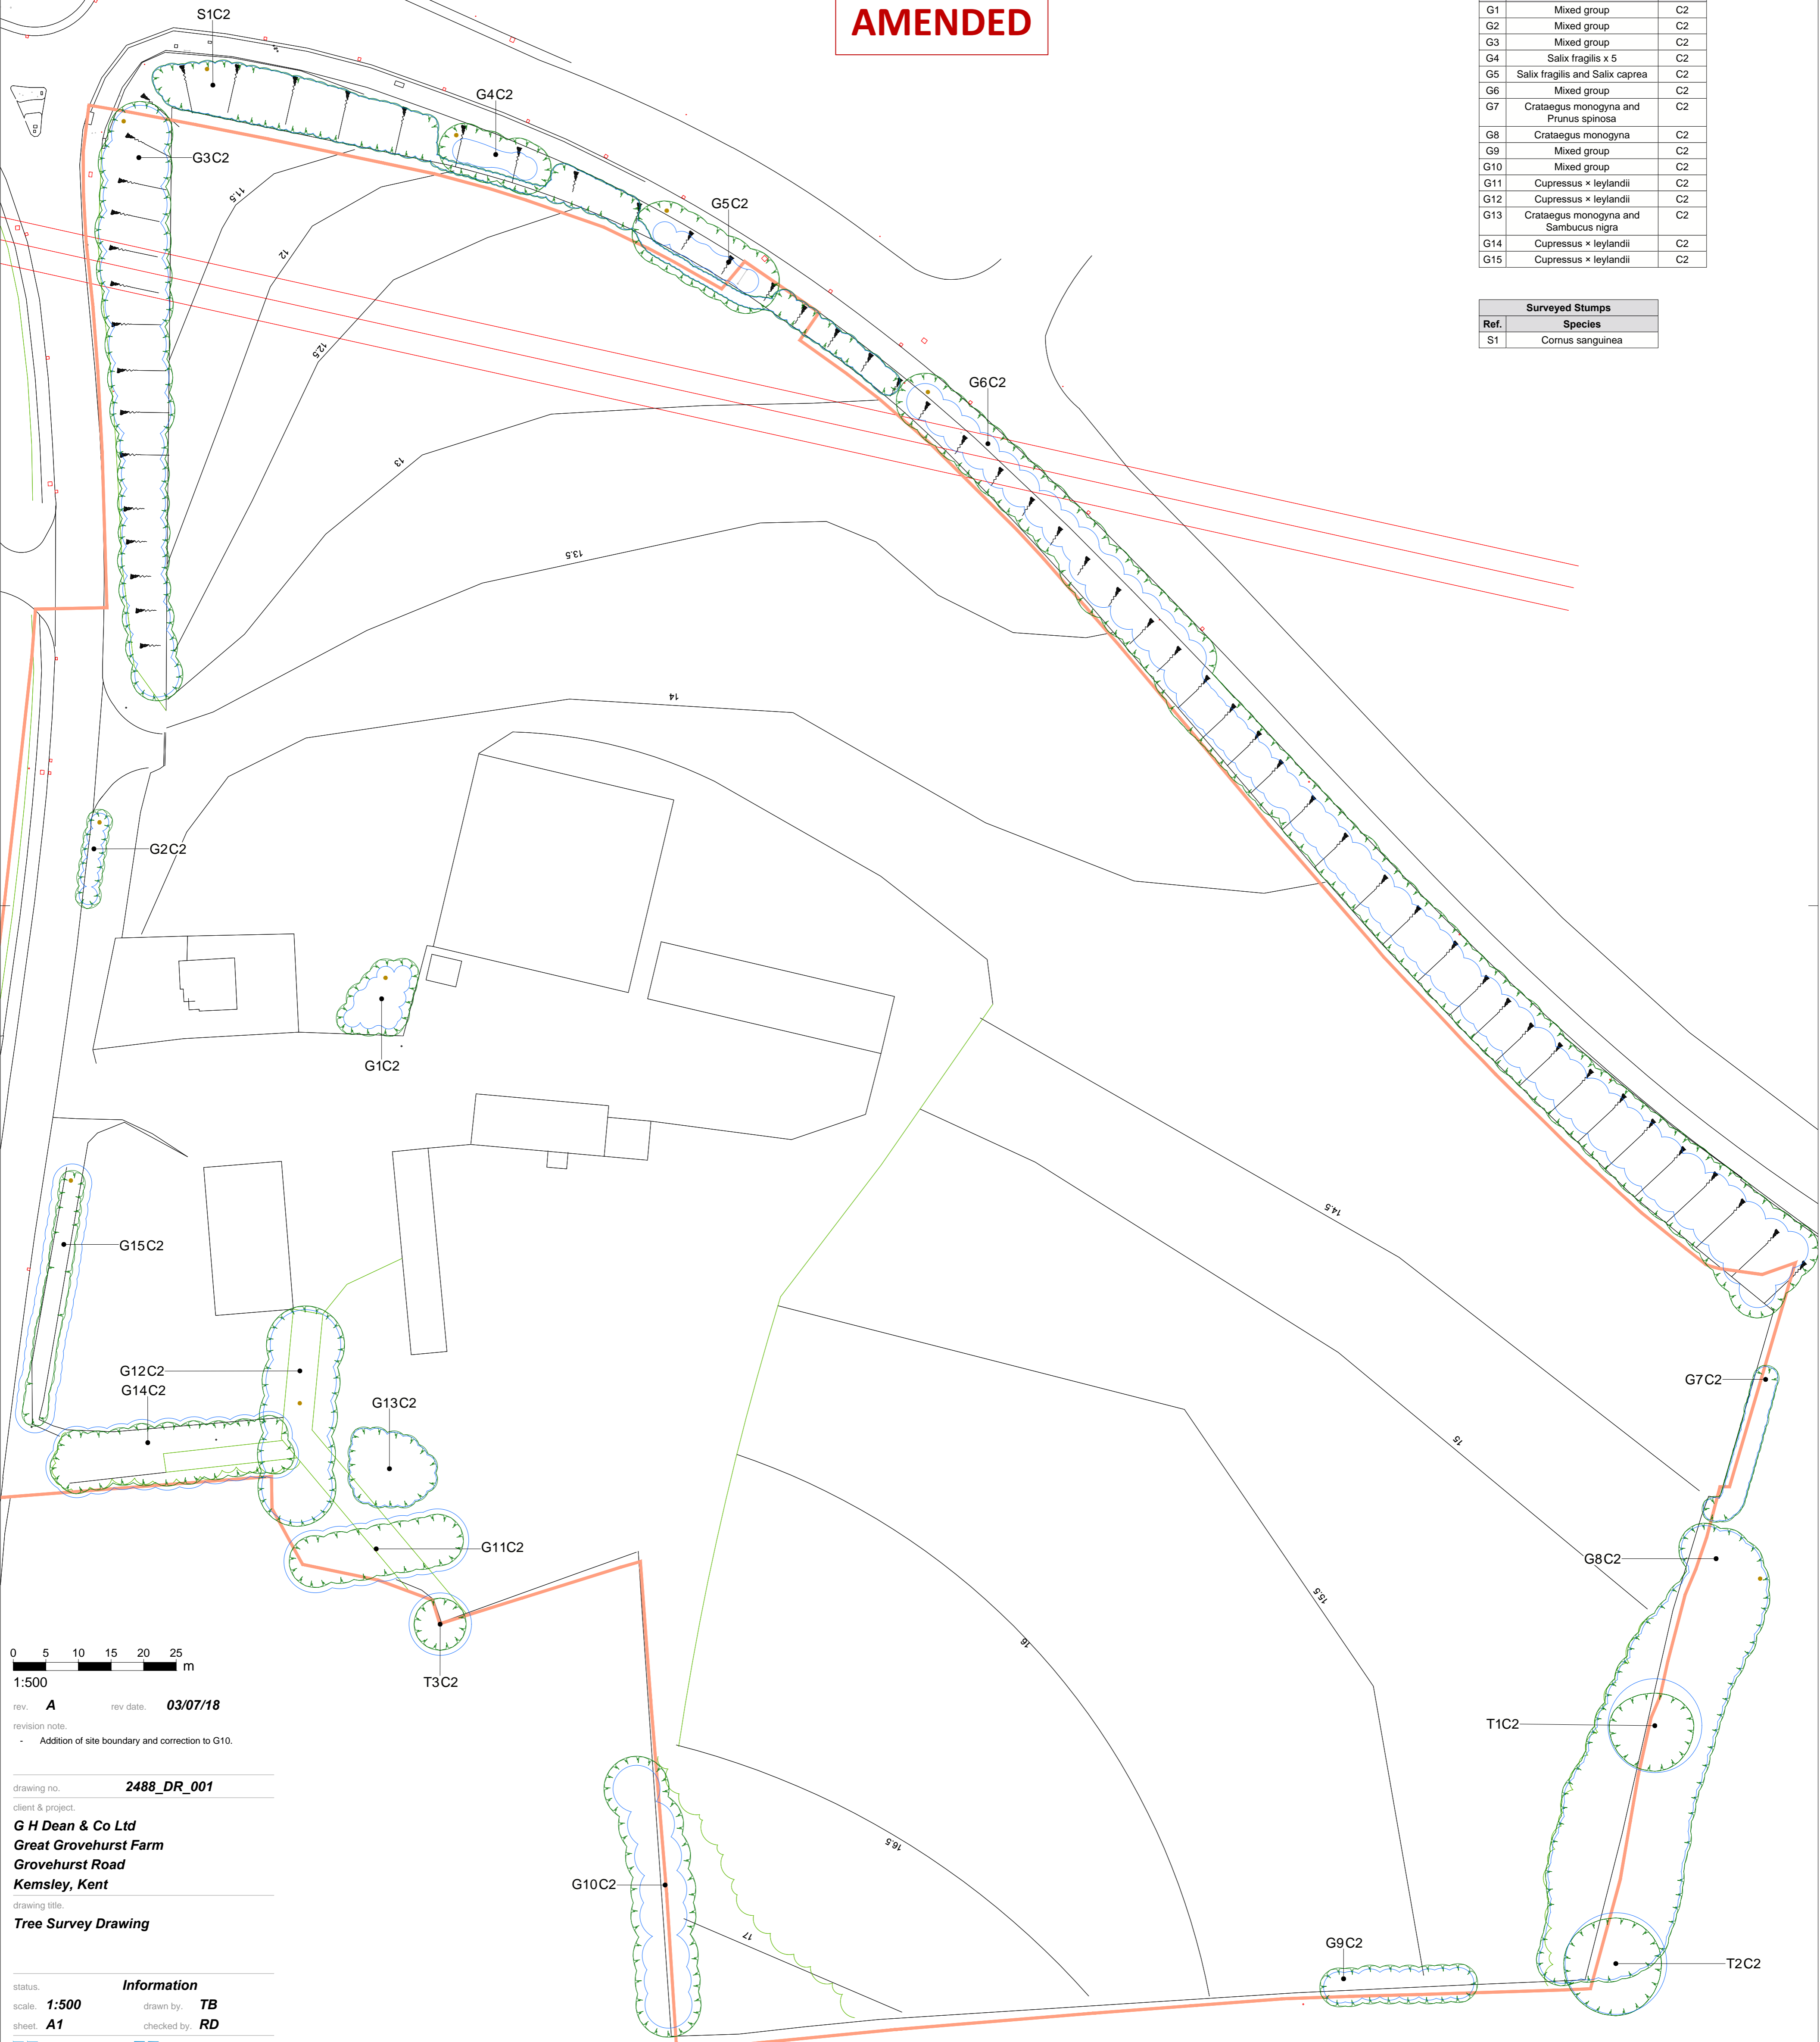 AMENDED
G1 Mixed group C2
G2 Mixed group C2
G3 Mixed group C2
G4 Salix fragilis x 5 C2
G5 Salix fragilis and Salix caprea C2
G6 Mixed group C2
G7 Crataegus monogyna and C2
Prunus spinosa
G8 Crataegus monogyna C2
G9 Mixed group C2
G10 Mixed group C2
G11 Cupressus × leylandii C2
G12 Cupressus × leylandii C2
G13 Crataegus monogyna and C2
Sambucus nigra
G14 Cupressus × leylandii C2
G15 Cupressus × leylandii C2
Surveyed Stumps
Ref. Species
S1 Cornus sanguinea
S1C2
G4C2
G3C2
G5C2
11.5
12
12.5
G6C2
13
13.5
14
G2C2
G1C2
14.5
G15C2
G12C2
G14C2
G13C2
G7C2
15
G11C2
G8C2
15.5
16
T3C2
T1C2
16.5
G10C2
17
G9C2
T2C2
0 5 10 15 20 25 m
1:500
rev. A rev date. 03/07/18
revision note.
- Addition of site boundary and correction to G10.
drawing no. 2488_DR_001
client & project.
G H Dean & Co Ltd
Great Grovehurst Farm
Grovehurst Road
Kemsley, Kent
drawing title.
Tree Survey Drawing
status. Information
scale. 1:500 drawn by. TB
sheet. A1 checked by. RD